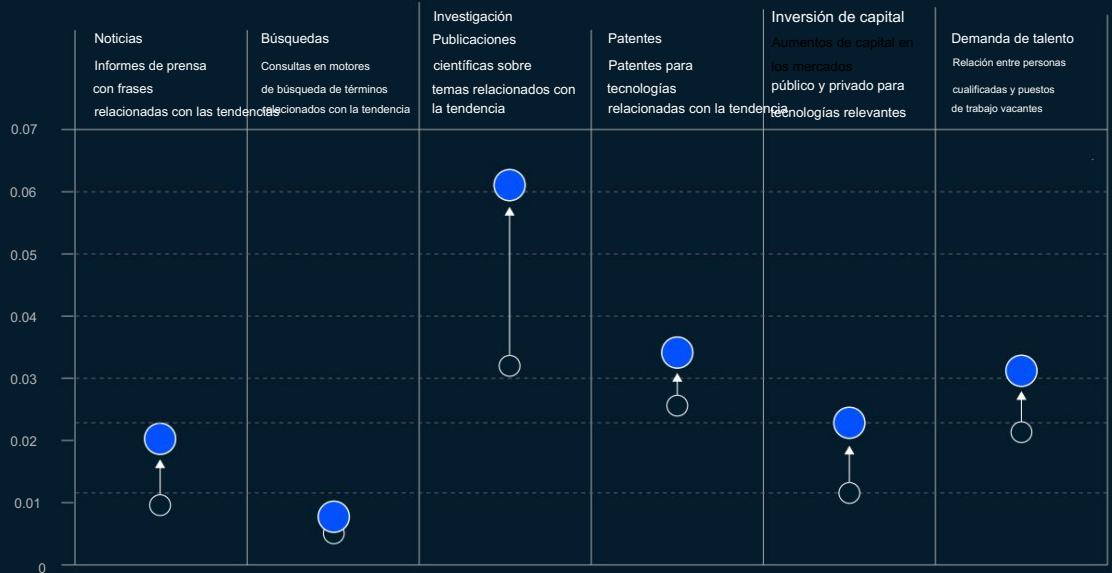 Noticias
Informes de prensa
con frases
relacionadas con las tendencias
Búsquedas
Consultas en motores
de búsqueda de términos
relacionados con la tendencia
Investigación
Publicaciones
científicas sobre
temas relacionados con
la tendencia
Patentes
Patentes para
tecnologías
relacionadas con la tendencia
Inversión de capital
Aumentos de capital en
los mercados
público y privado para
tecnologías relevantes
Demanda de talento
Relación entre personas
cualificadas y puestos
de trabajo vacantes
0.07
0.06
0.05
0.04
0.03
0.02
0.01
0